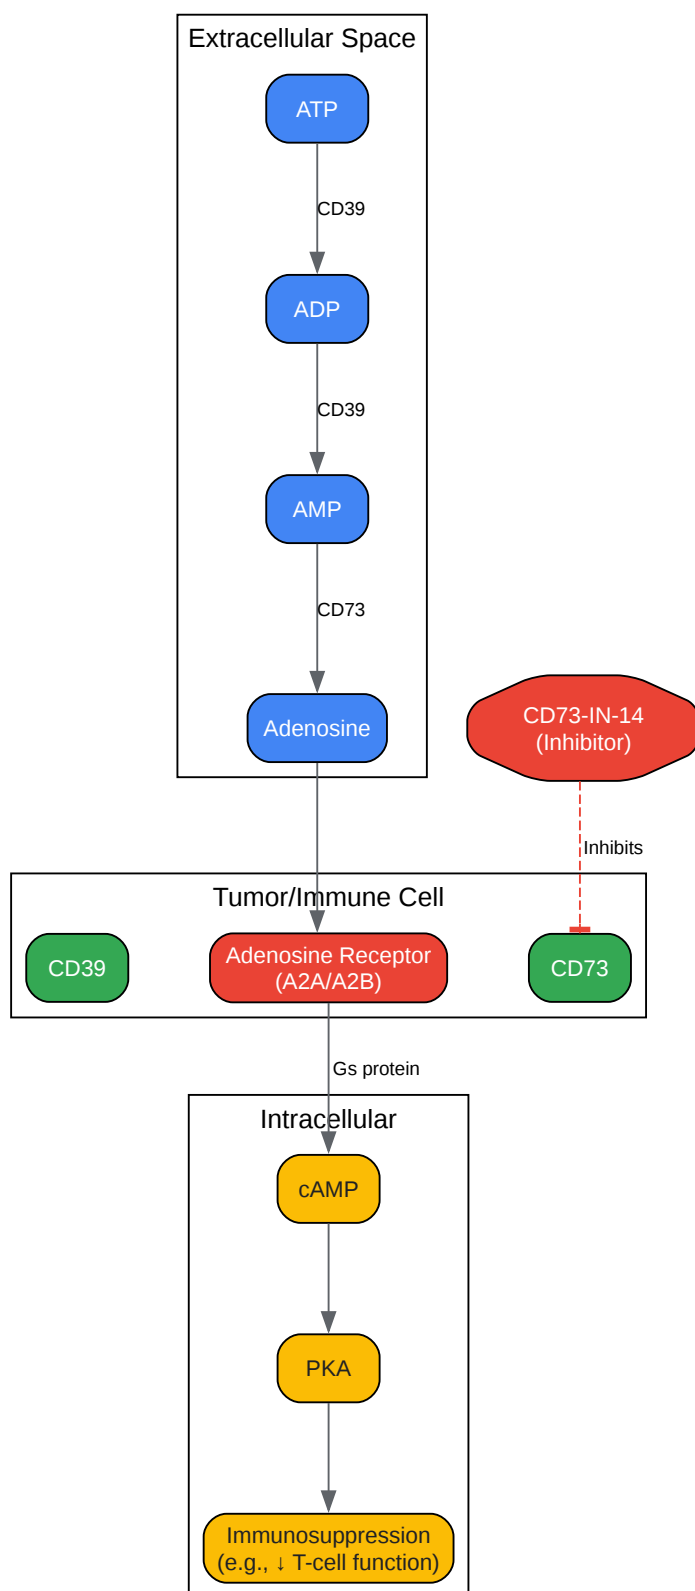 Extracellular Space
ATP
CD39
ADP
CD39
AMP
CD73
Adenosine
CD73-IN-14
(Inhibitor)
Inhibits
Tumor/Immune Cell
CD39
Adenosine Receptor
(A2A/A2B)
CD73
Gs protein
Intracellular
cAMP
PKA
Immunosuppression
(e.g., ↓ T-cell function)